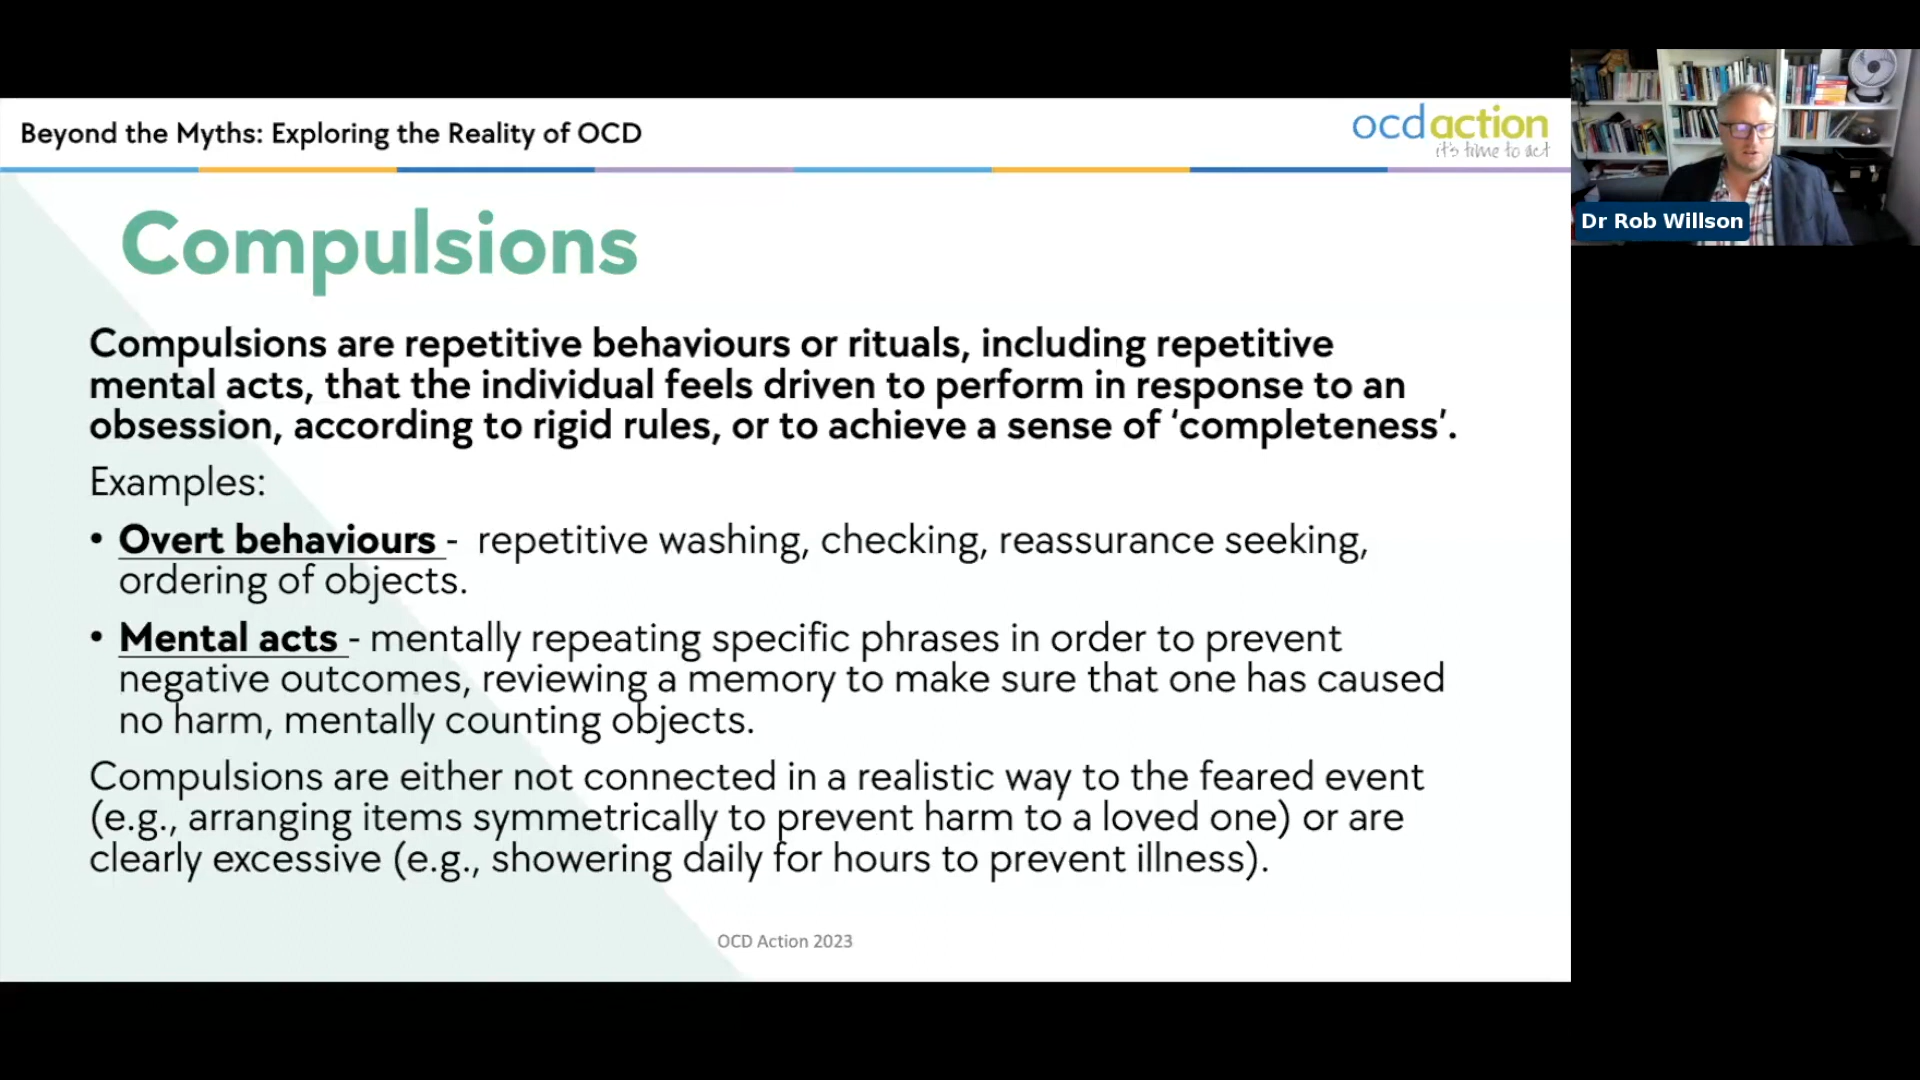 Beyond the Myths: Exploring the Reality of OCD
ocdaction
it's time to act
Dr Rob Willson
Compulsions
Compulsions are repetitive behaviours or rituals, including repetitive
mental acts, that the individual feels driven to perform in response to an
obsession, according to rigid rules, or to achieve a sense of ‘completeness’.
Examples:
• Overt behaviours - repetitive washing, checking, reassurance seeking,
ordering of objects.
• Mental acts - mentally repeating specific phrases in order to prevent
negative outcomes, reviewing a memory to make sure that one has caused
no harm, mentally counting objects.
Compulsions are either not connected in a realistic way to the feared event
(e.g., arranging items symmetrically to prevent harm to a loved one) or are
clearly excessive (e.g., showering daily for hours to prevent illness).
OCD Action 2023